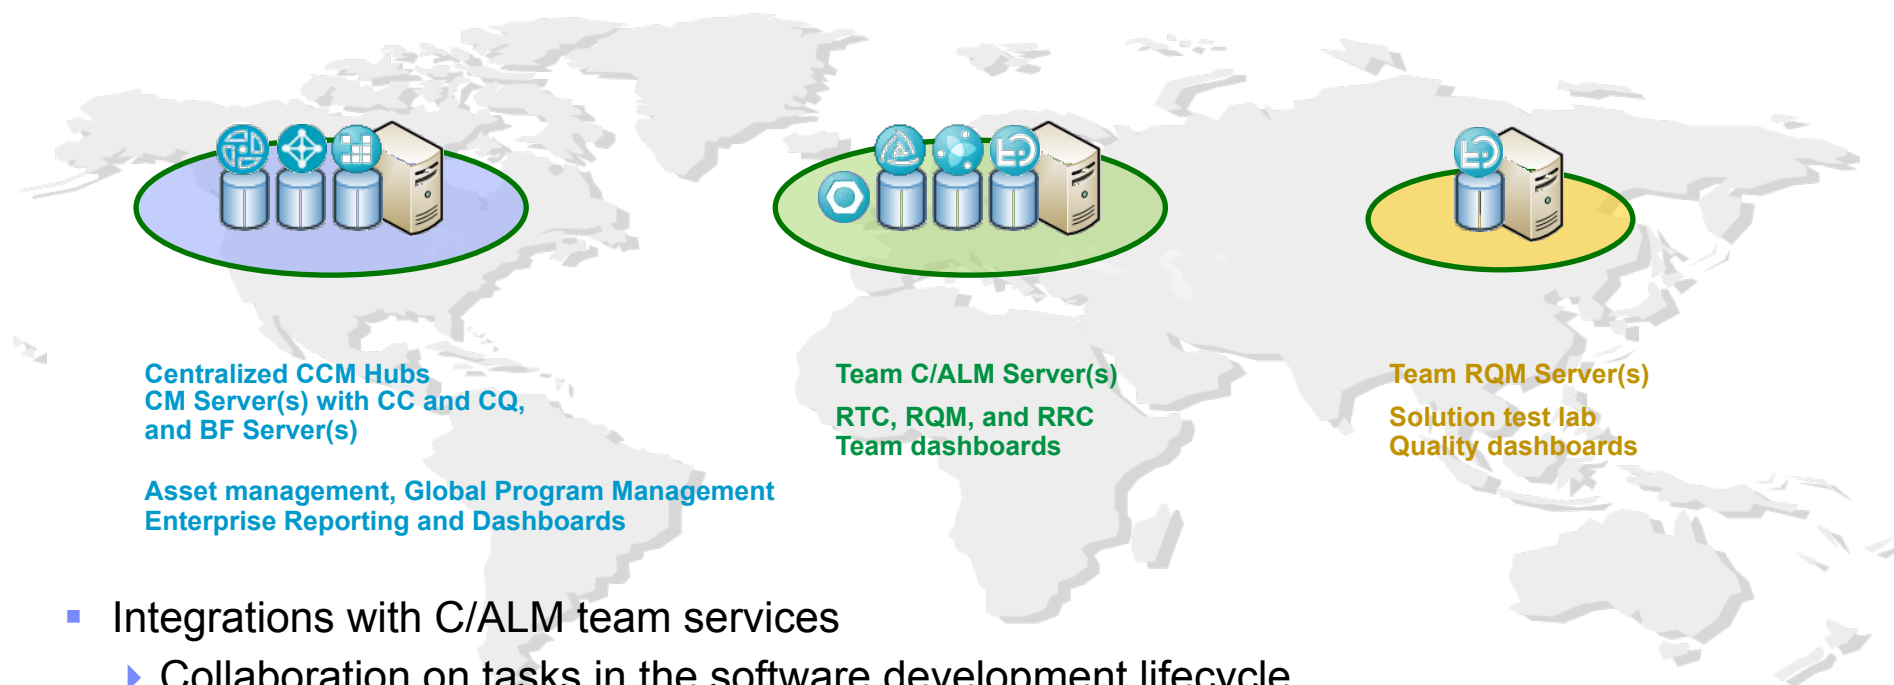 Centralized CCM Hubs
CM Server(s) with CC and CQ,
and BF Server(s)
Asset management, Global Program Management
Enterprise Reporting and Dashboards
Team C/ALM Server(s)
RTC, RQM, and RRC
Team dashboards
Team RQM Server(s)
Solution test lab
Quality dashboards
Integrations with C/ALM team services
Collaboration on tasks in the software development lifecycle